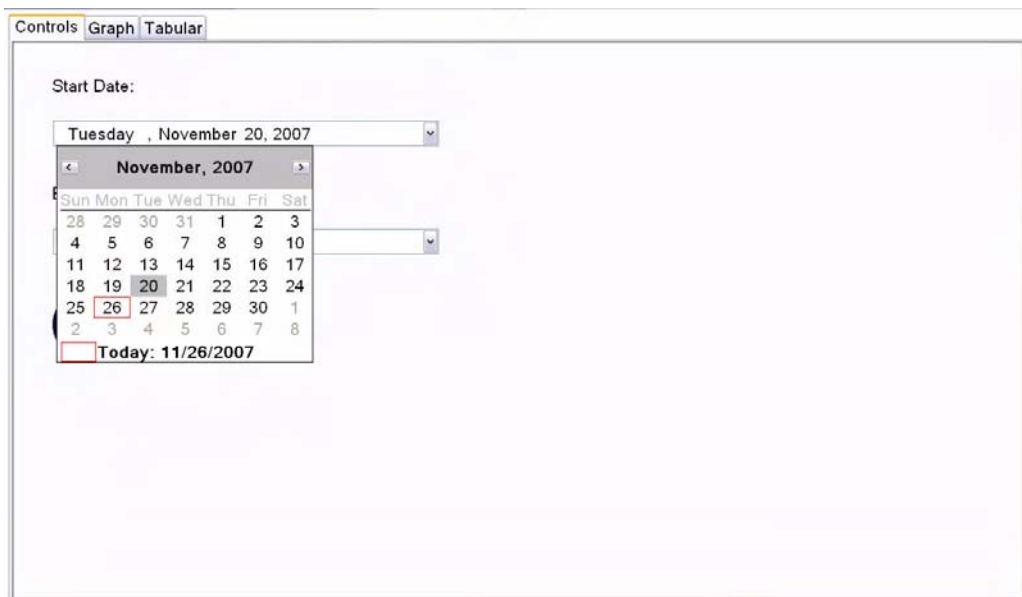 Controls Graph Tabular
Start Date:
Tuesday , November 20, 2007
November, 2007
Sun Mon Tue Wed Thu Fri Sat
28 29 30 31 1 2 3
4 5 6 7 8 9 10
11 12 13 14 15 16 17
18 19 20 21 22 23 24
25 26 27 28 29 30 1
2 3 4 5 6 7 8
Today: 11/26/2007